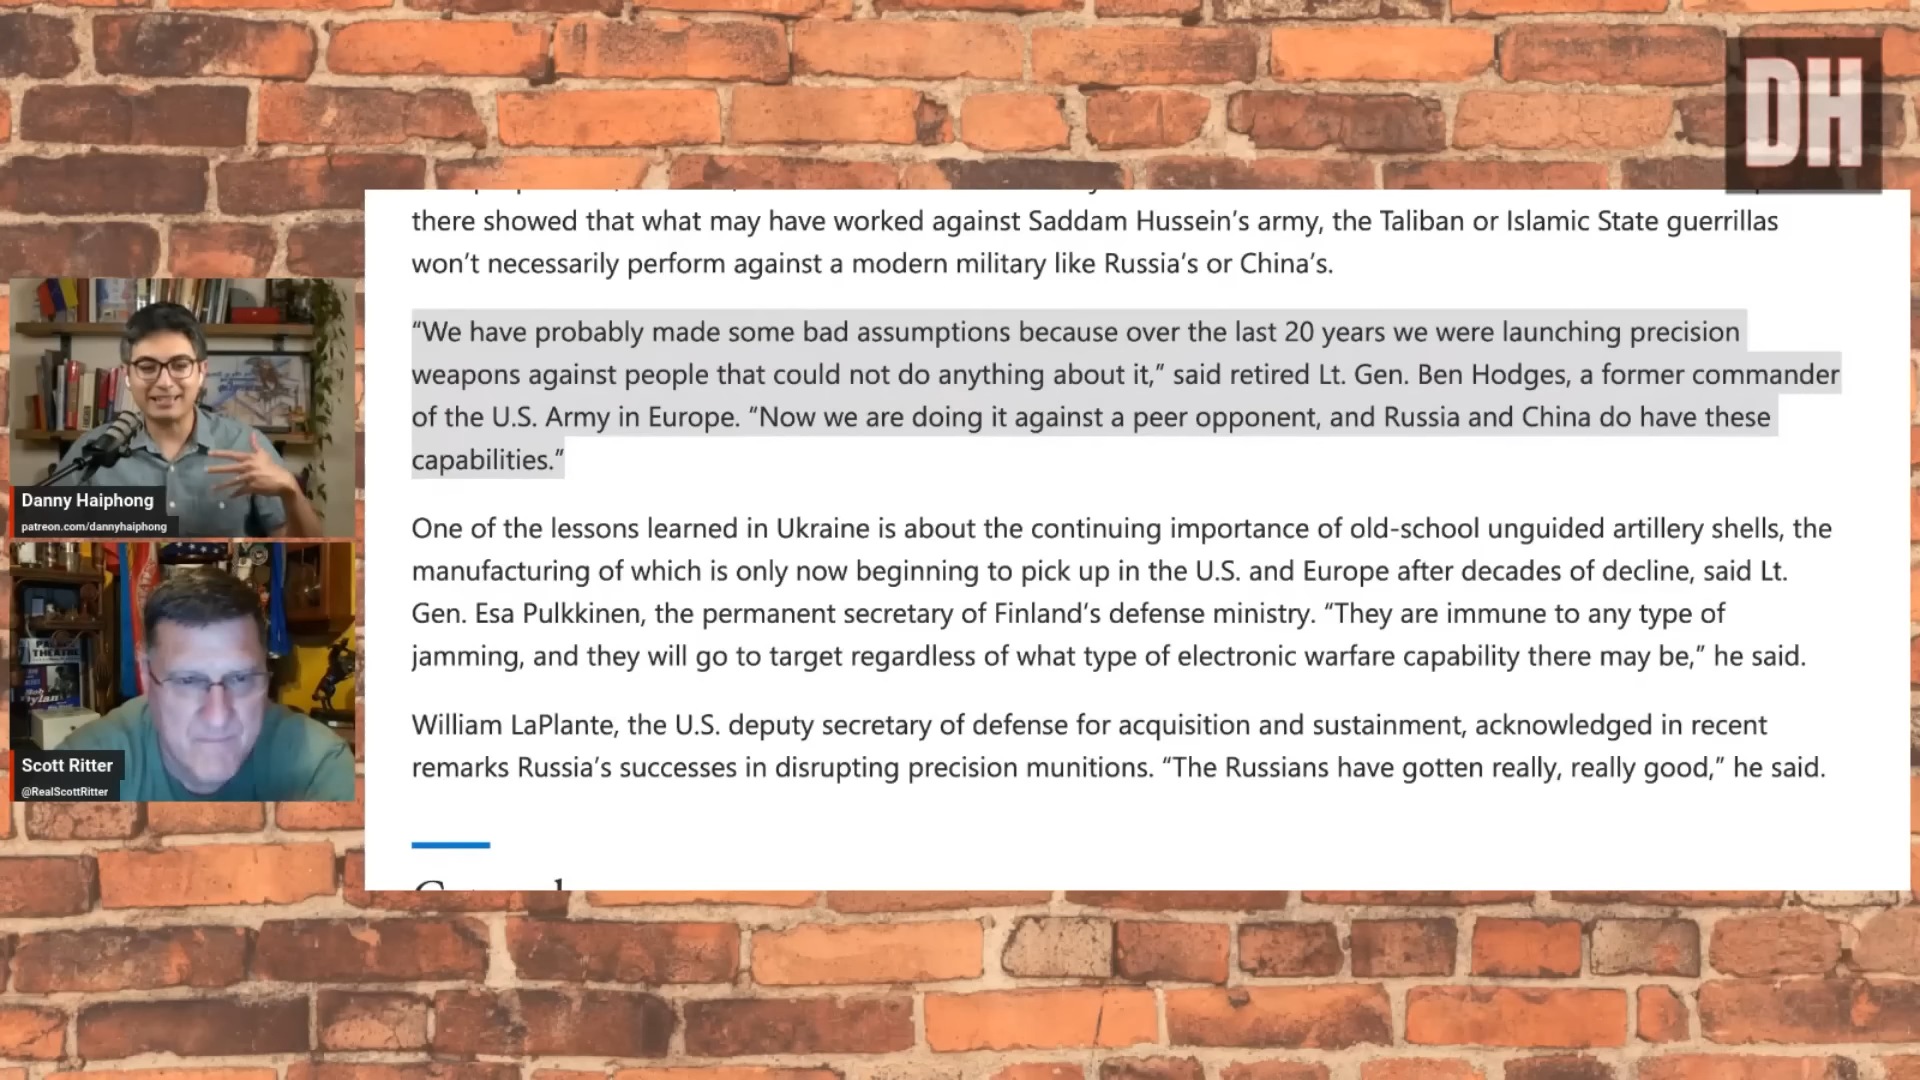 DH
there showed that what may have worked against Saddam Hussein’s army, the Taliban or Islamic State guerrillas
won’t necessarily perform against a modern military like Russia’s or China’s.
“We have probably made some bad assumptions because over the last 20 years we were launching precision
weapons against people that could not do anything about it,” said retired Lt. Gen. Ben Hodges, a former commander
of the U.S. Army in Europe. “Now we are doing it against a peer opponent, and Russia and China do have these
capabilities.”
One of the lessons learned in Ukraine is about the continuing importance of old-school unguided artillery shells, the
manufacturing of which is only now beginning to pick up in the U.S. and Europe after decades of decline, said Lt.
Gen. Esa Pulkkinen, the permanent secretary of Finland’s defense ministry. “They are immune to any type of
jamming, and they will go to target regardless of what type of electronic warfare capability there may be,” he said.
William LaPlante, the U.S. deputy secretary of defense for acquisition and sustainment, acknowledged in recent
remarks Russia’s successes in disrupting precision munitions. “The Russians have gotten really, really good,” he said.
Danny Haiphong
patreon.com/dannyhaiphong
THEATRE
Bob
Dylan
Scott Ritter
@RealScottRitter